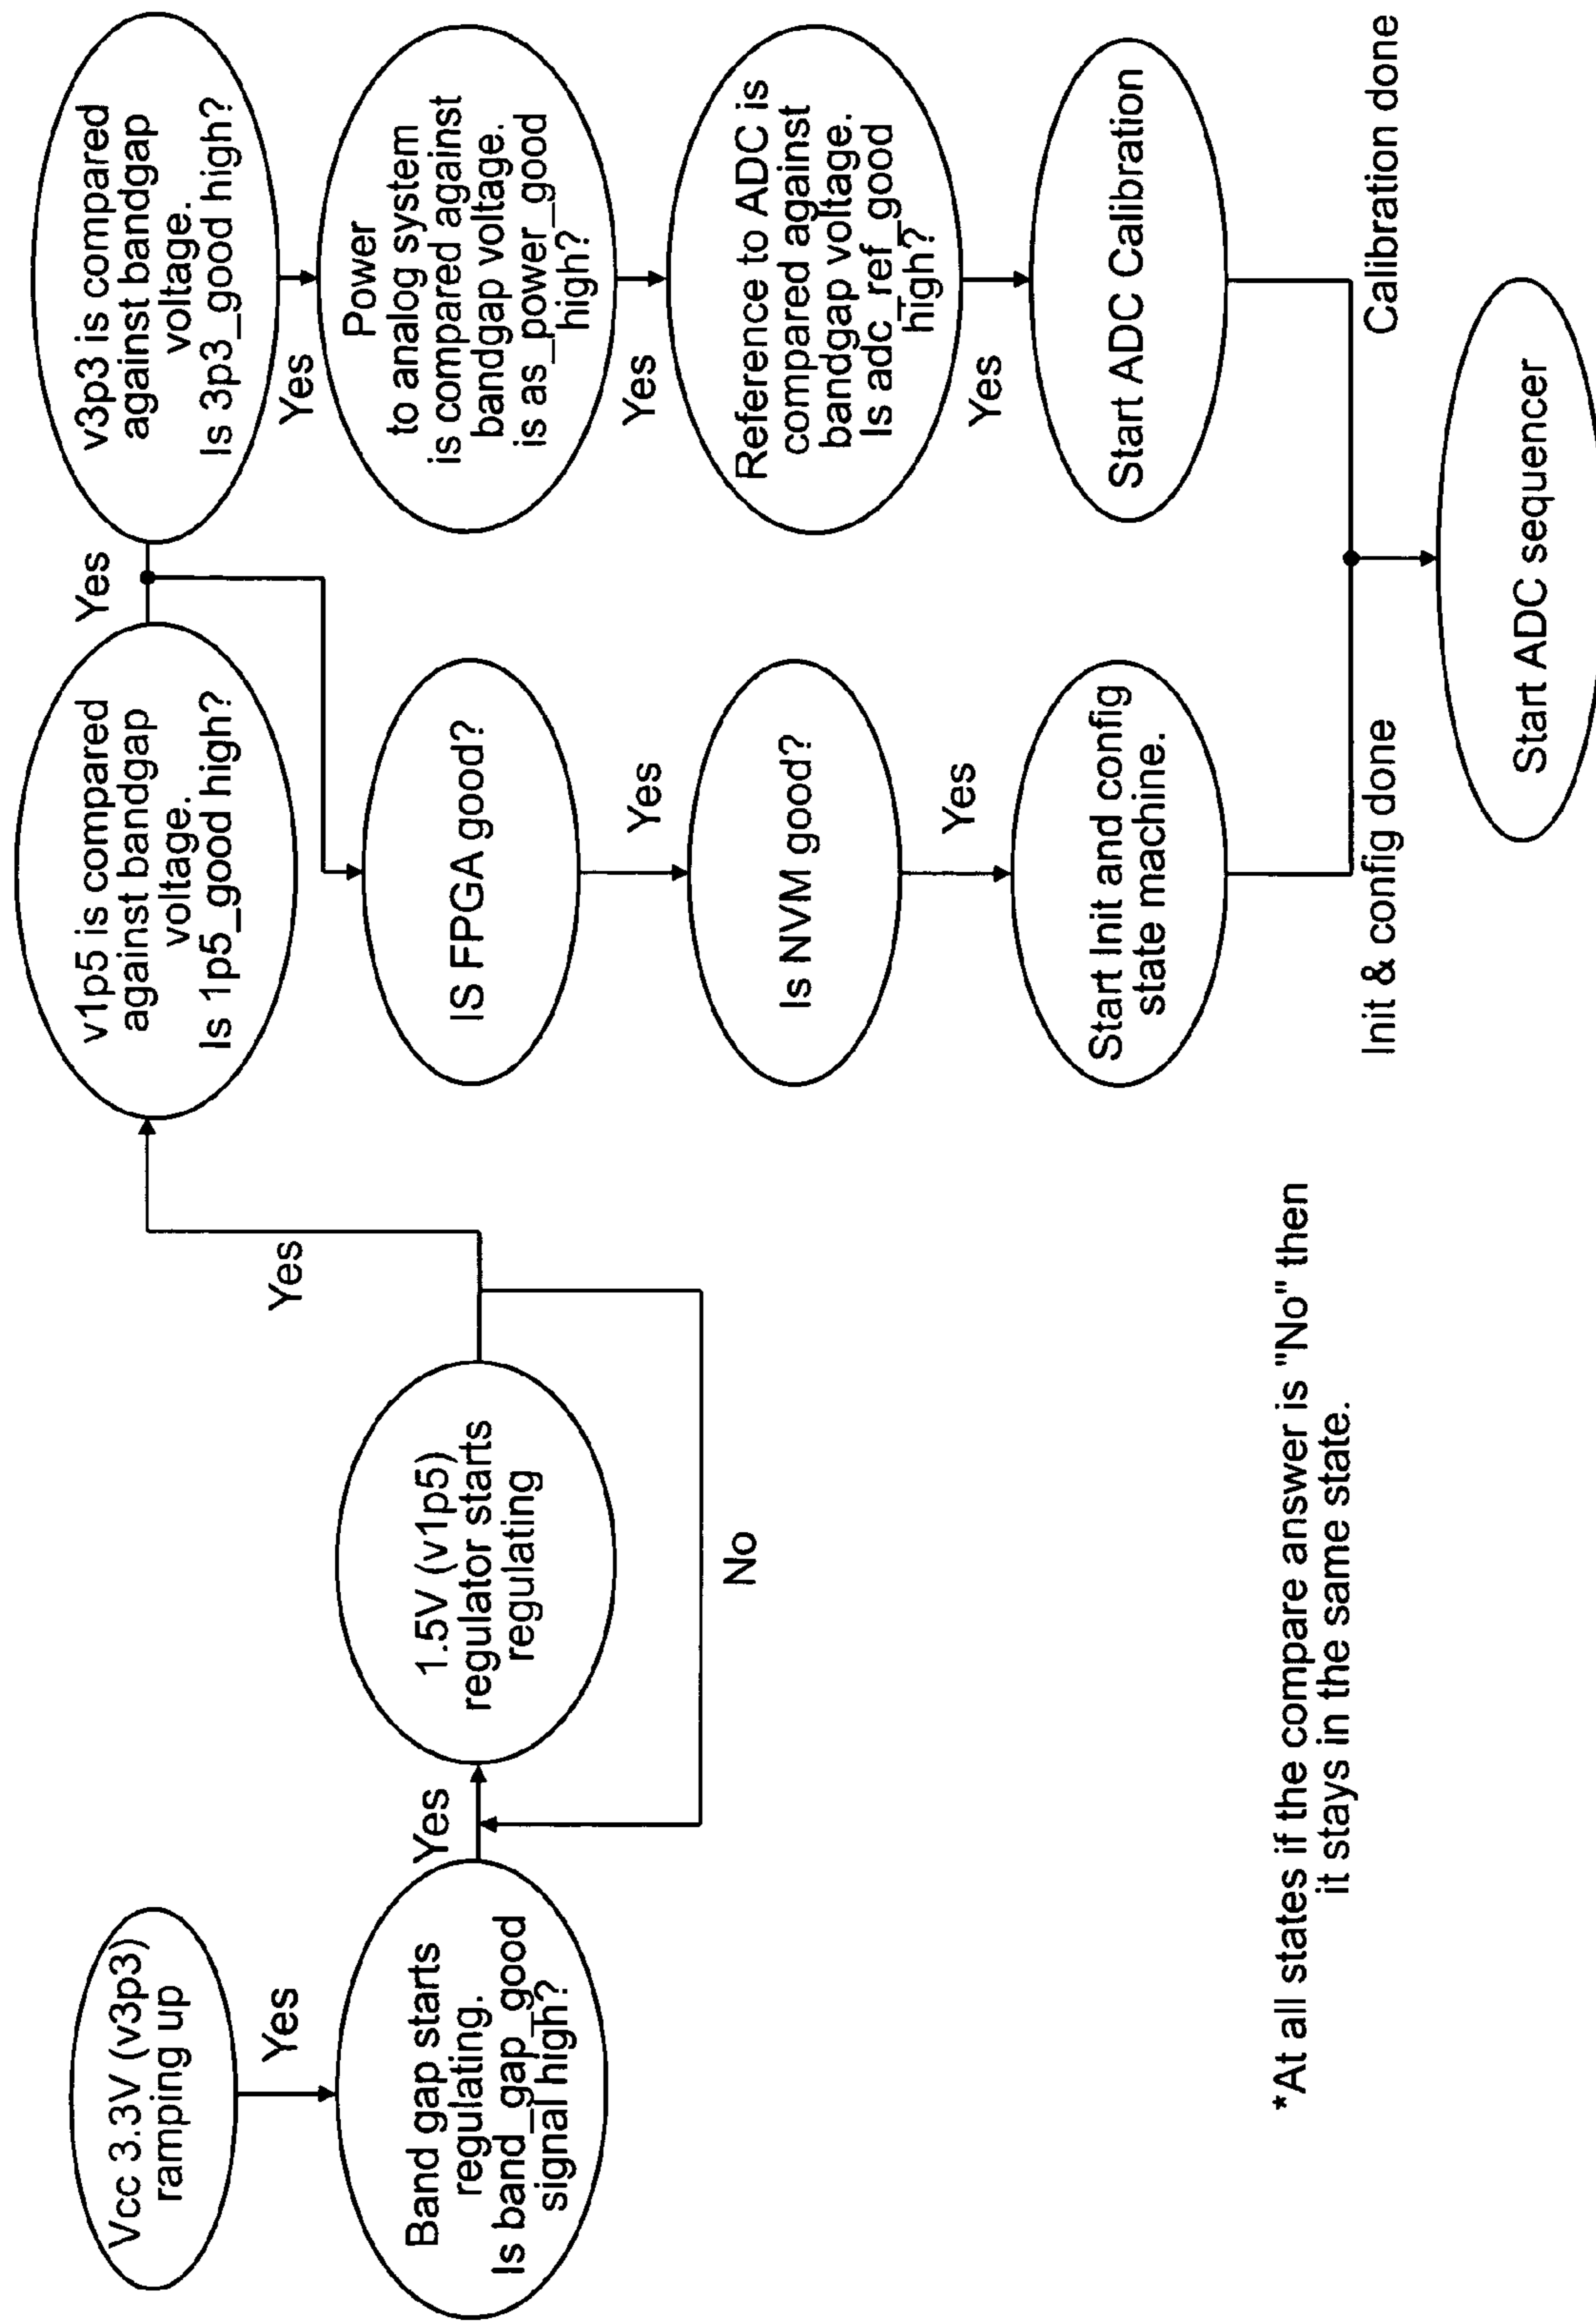 Vcc 3.3V (v3p3)
ramping up
Yes
Band gap starts
regulating.
Is band_gap_good
signal high?
Yes
1.5V (v1p5)
regulator starts
regulating
No
Yes
v1p5 is compared
against bandgap
voltage.
Is 1p5_good high?
Yes
IS FPGA good?
Yes
Is NVM good?
Yes
Start Init and config
state machine.
Init & config done
v3p3 is compared
against bandgap
voltage.
Is 3p3_good high?
Yes
Power
to analog system
is compared against
bandgap voltage.
is as_power_good
high?
Yes
Reference to ADC is
compared against
bandgap voltage.
Is adc_ref_good
high?
Yes
Start ADC Calibration
Calibration done
Start ADC sequencer
*At all states if the compare answer is "No" then
it stays in the same state.